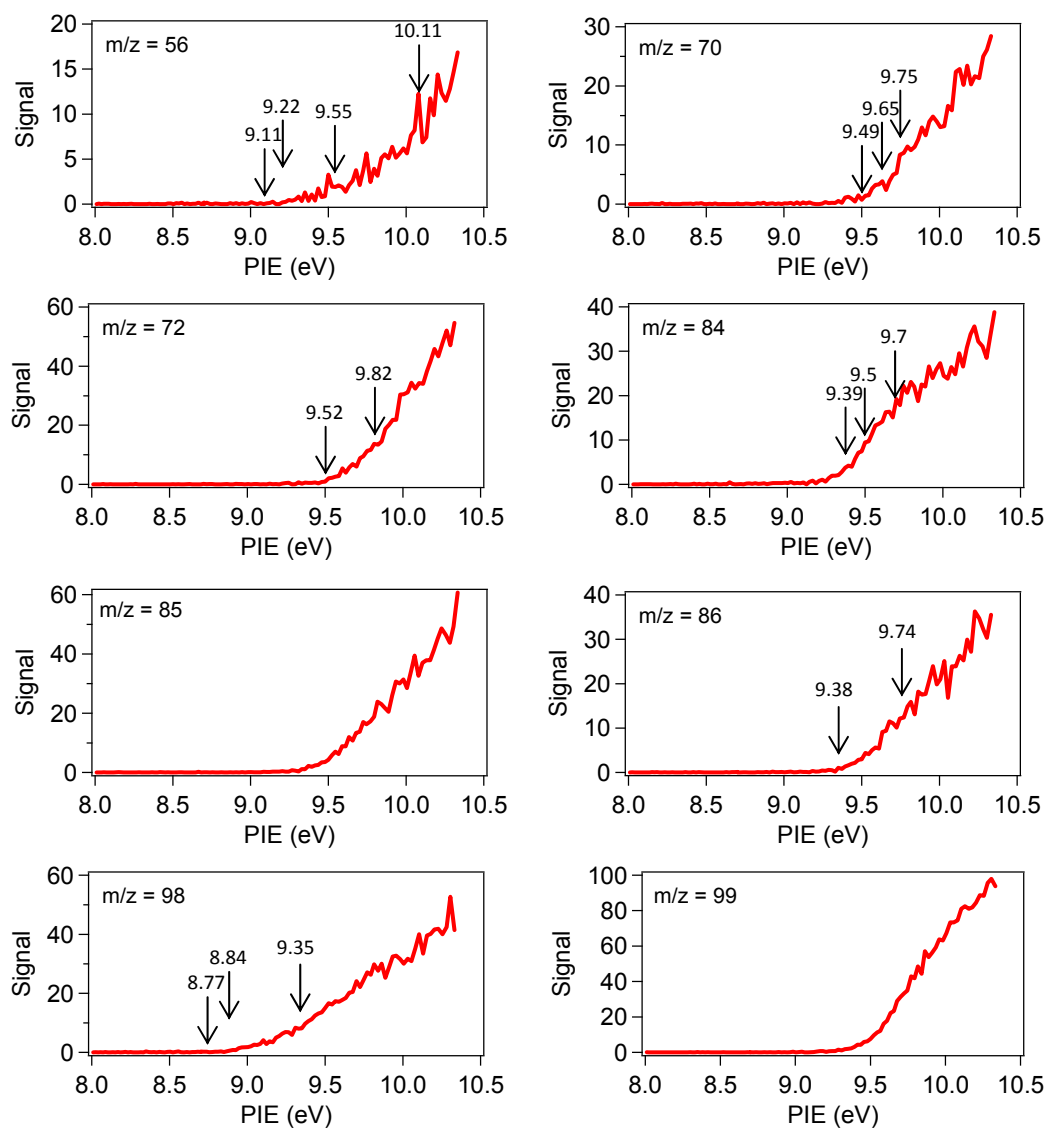 m/z = 56
Signal
20
15
10
5
0
9.11
9.22
9.55
10.11
8.0 8.5 9.0 9.5 10.0 10.5
PIE (eV)
m/z = 70
Signal
30
20
10
0
9.49
9.65
9.75
8.0 8.5 9.0 9.5 10.0 10.5
PIE (eV)
m/z = 72
Signal
60
40
20
0
9.52
9.82
8.0 8.5 9.0 9.5 10.0 10.5
PIE (eV)
m/z = 84
Signal
40
30
20
10
0
9.39
9.5
9.7
8.0 8.5 9.0 9.5 10.0 10.5
PIE (eV)
m/z = 85
Signal
60
40
20
0
8.0 8.5 9.0 9.5 10.0 10.5
PIE (eV)
m/z = 86
Signal
40
30
20
10
0
9.38
9.74
8.0 8.5 9.0 9.5 10.0 10.5
PIE (eV)
m/z = 98
Signal
60
40
20
0
8.77
8.84
9.35
8.0 8.5 9.0 9.5 10.0 10.5
PIE (eV)
m/z = 99
Signal
100
80
60
40
20
0
8.0 8.5 9.0 9.5 10.0 10.5
PIE (eV)